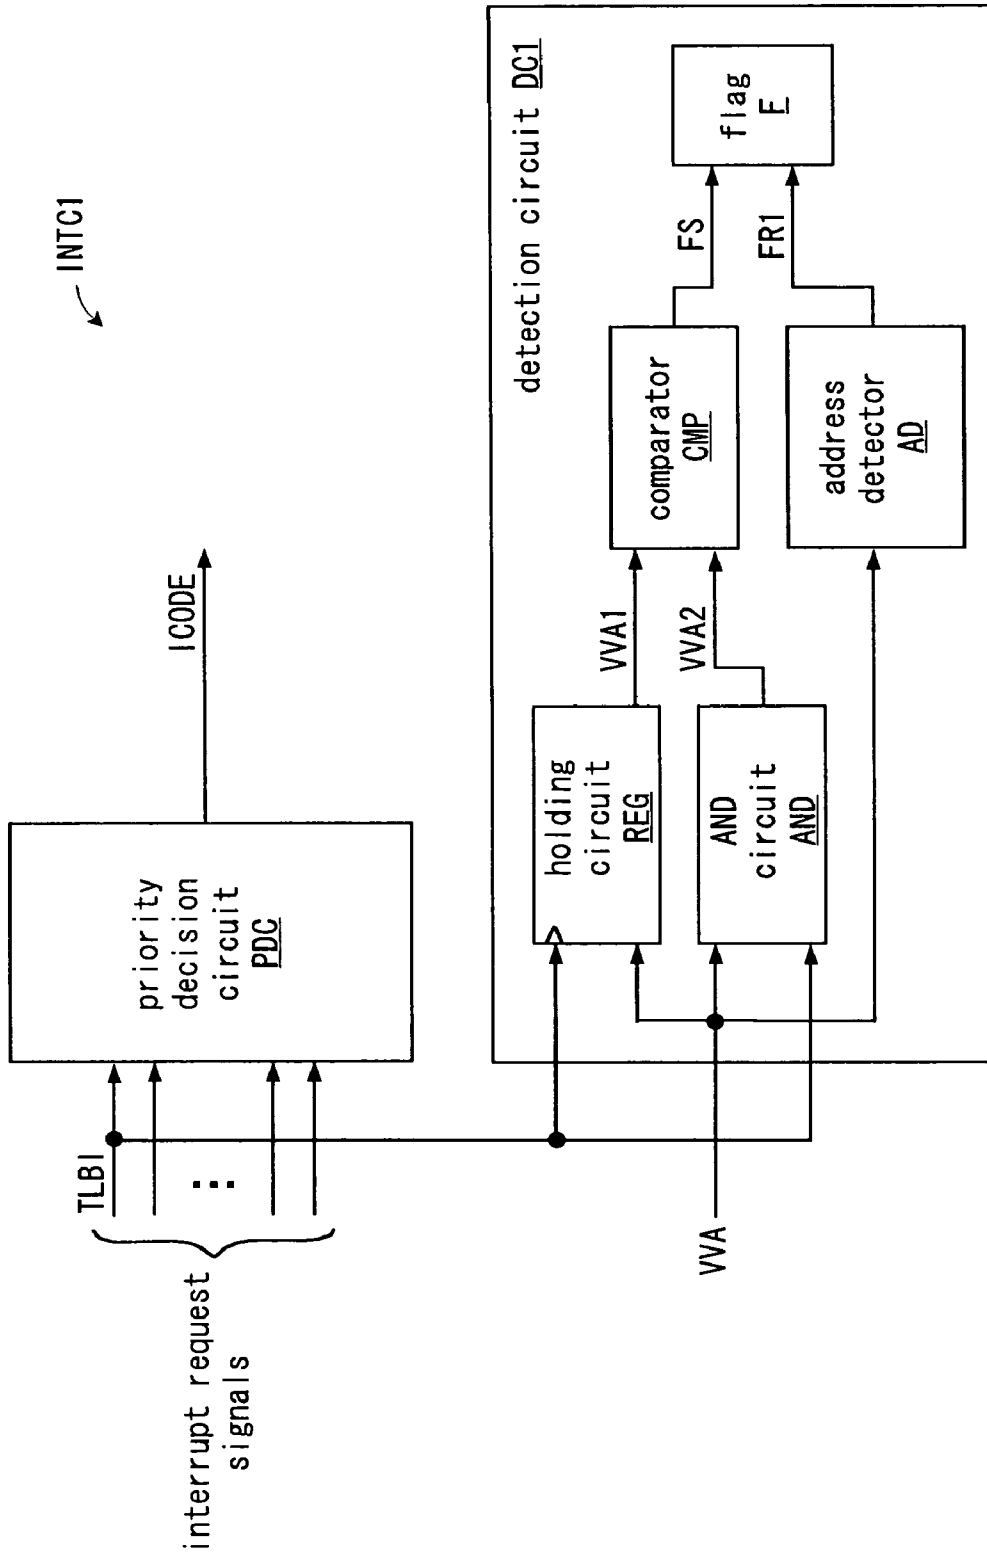 INTC1
interrupt request
signals
TLBI
...
priority
decision
circuit
PDC
ICODE
detection circuit DC1
VVA
holding
circuit
REG
AND
circuit
AND
VVA1
VVA2
comparator
CMP
address
detector
AD
FS
FR1
flag
F